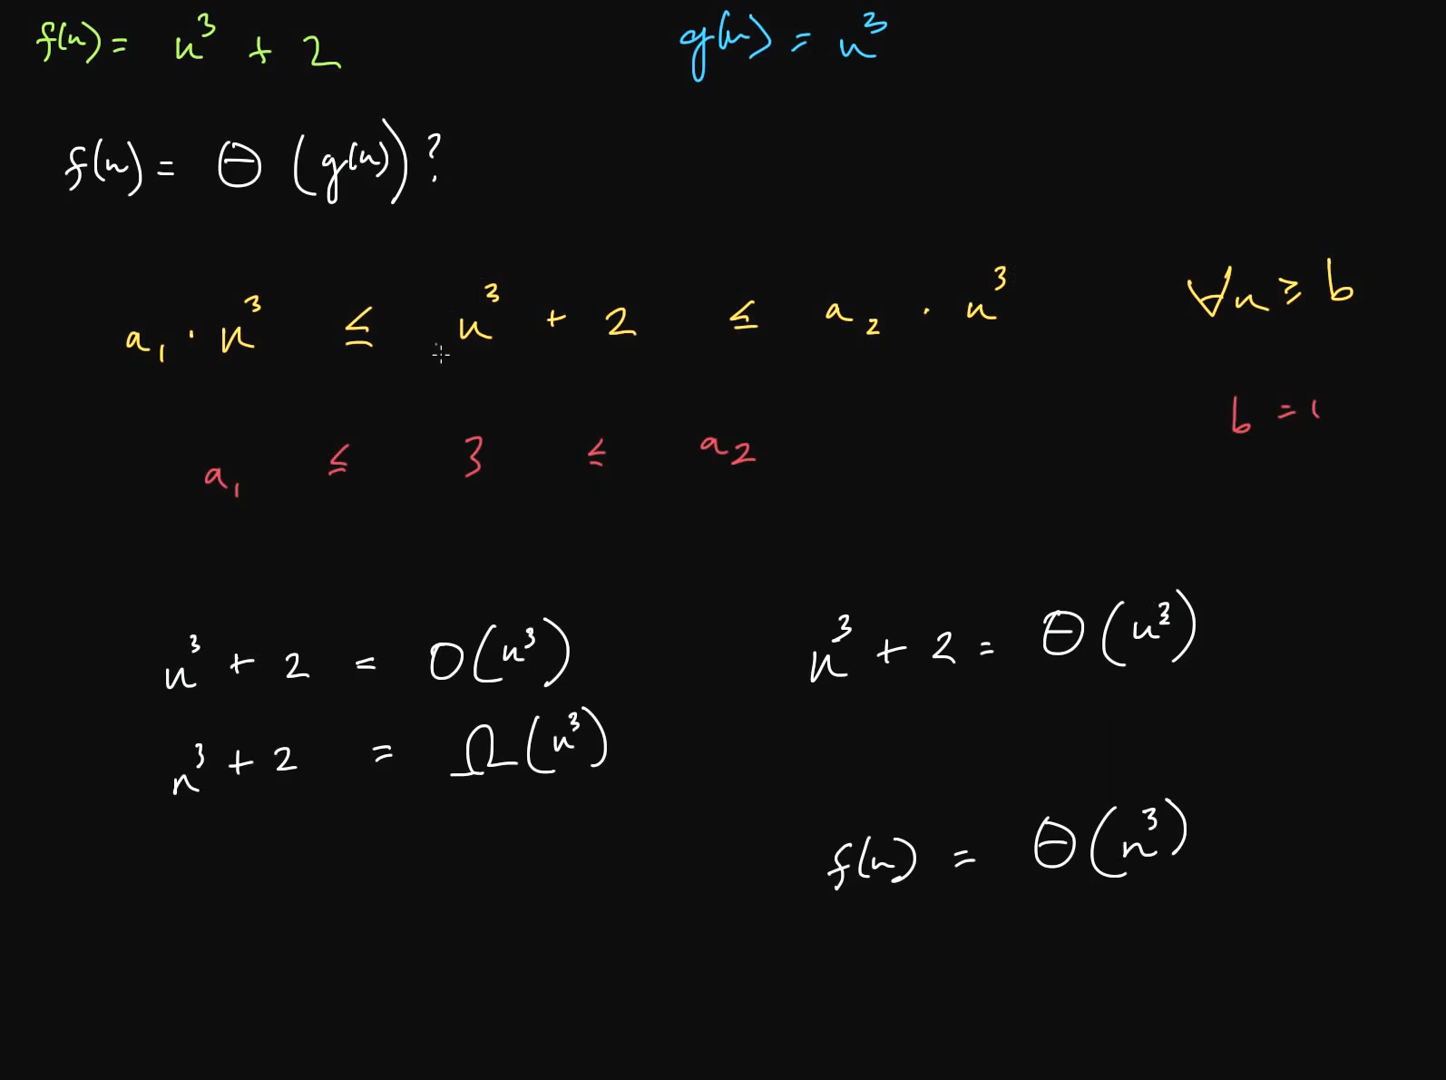 f(n) = n³ + 2
g(n) = n³
f(n) = Θ (g(n))?
a₁ · n³ ≤ n³ + 2 ≤ a₂ · n³
∀n ≥ b
b = 1
a₁ ≤ 3 ≤ a₂
n³ + 2 = O(n³)
n³ + 2 = Ω(n³)
n³ + 2 = Θ(n³)
f(n) = Θ(n³)